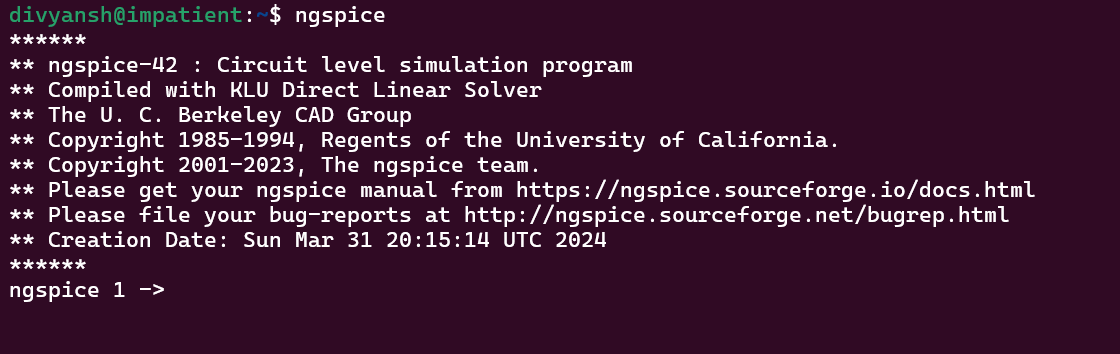 divyansh@impatient:~$ ngspice
******
** ngspice-42 : Circuit level simulation program
** Compiled with KLU Direct Linear Solver
** The U. C. Berkeley CAD Group
** Copyright 1985-1994, Regents of the University of California.
** Copyright 2001-2023, The ngspice team.
** Please get your ngspice manual from https://ngspice.sourceforge.io/docs.html
** Please file your bug-reports at http://ngspice.sourceforge.net/bugrep.html
** Creation Date: Sun Mar 31 20:15:14 UTC 2024
******
ngspice 1 ->